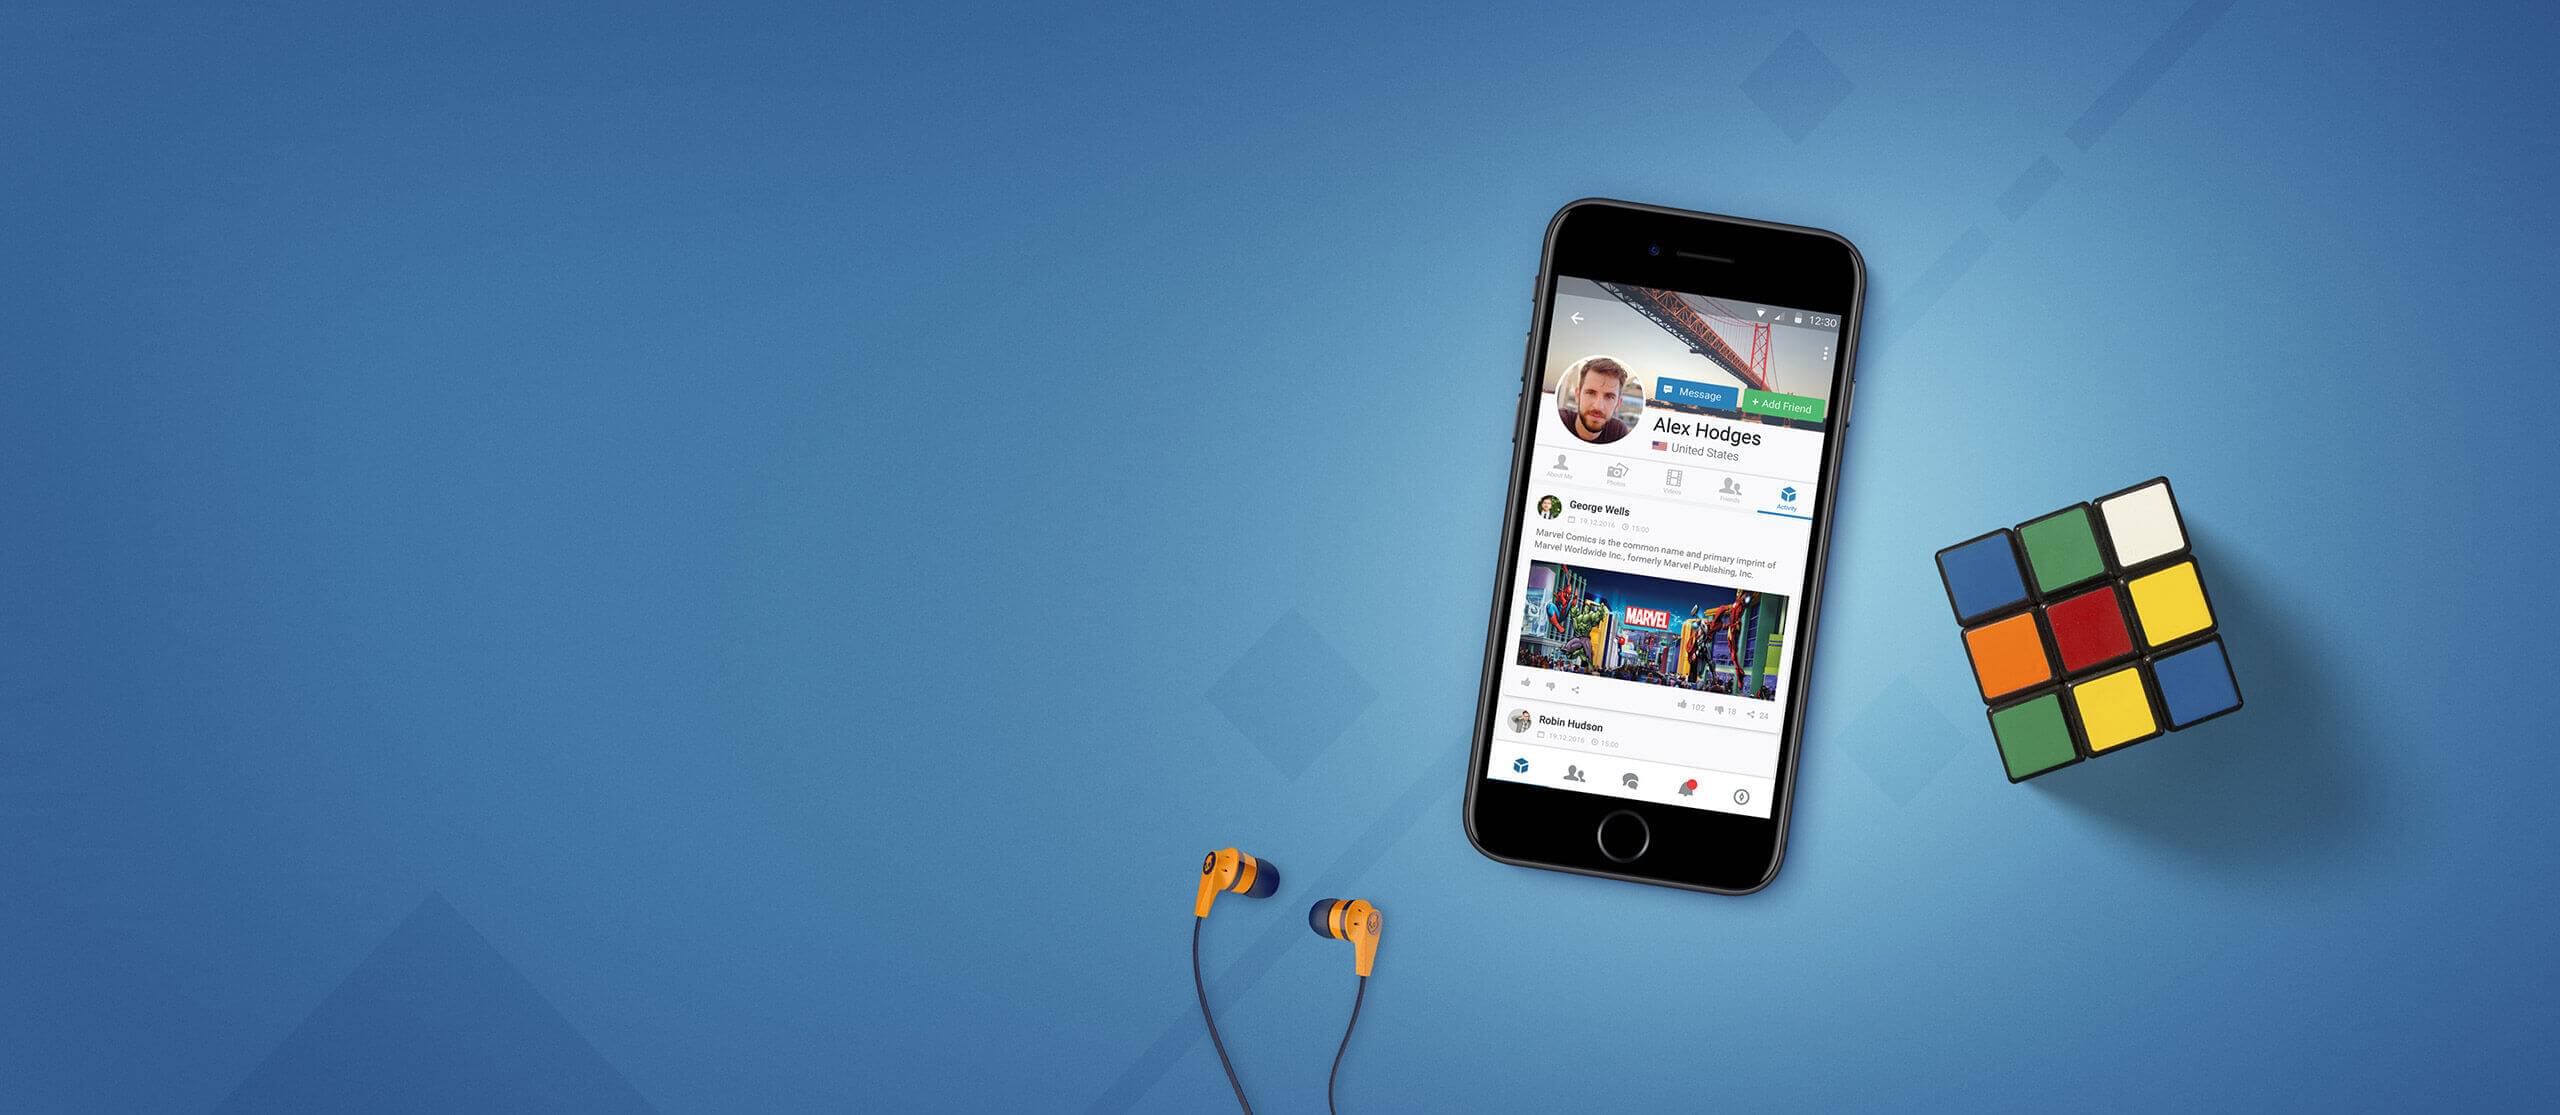 12:30
Message
+ Add Friend
Alex Hodges
United States
About Me
Photos
Videos
Friends
Activity
George Wells
19.12.2016 15:00
Marvel Comics is the common name and primary imprint of
Marvel Worldwide Inc., formerly Marvel Publishing, Inc.
MARVEL
102 18 24
Robin Hudson
19.12.2016 15:00